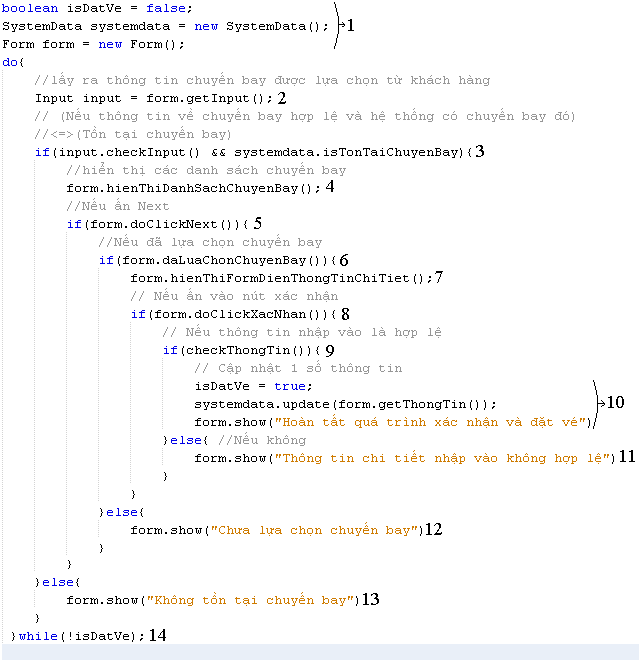 boolean isDatVe = false;
SystemData systemdata = new SystemData(); 1
Form form = new Form();
do{
//lấy ra thông tin chuyến bay được lựa chọn từ khách hàng
Input input = form.getInput(); 2
// (Nếu thông tin về chuyến bay hợp lệ và hệ thống có chuyến bay đó)
//<=>(Tồn tại chuyến bay)
if(input.checkInput() && systemdata.isTonTaiChuyenBay){ 3
//hiển thị các danh sách chuyến bay
form.hienThiDanhSachChuyenBay(); 4
//Nếu ấn Next
if(form.doClickNext()){ 5
//Nếu đã lựa chọn chuyến bay
if(form.daLuaChonChuyenBay()){ 6
form.hienThiFormDienThongTinChiTiet(); 7
// Nếu ấn vào nút xác nhận
if(form.doClickXacNhan()){ 8
// Nếu thông tin nhập vào là hợp lệ
if(checkThongTin()){ 9
// Cập nhật 1 số thông tin
isDatVe = true;
systemdata.update(form.getThongTin()); 10
form.show("Hoàn tất quá trình xác nhận và đặt vé")
}else{ //Nếu không
form.show("Thông tin chi tiết nhập vào không hợp lệ") 11
}
}
}else{
form.show("Chưa lựa chọn chuyến bay") 12
}
}
}else{
form.show("Không tồn tại chuyến bay") 13
}
}while(!isDatVe); 14